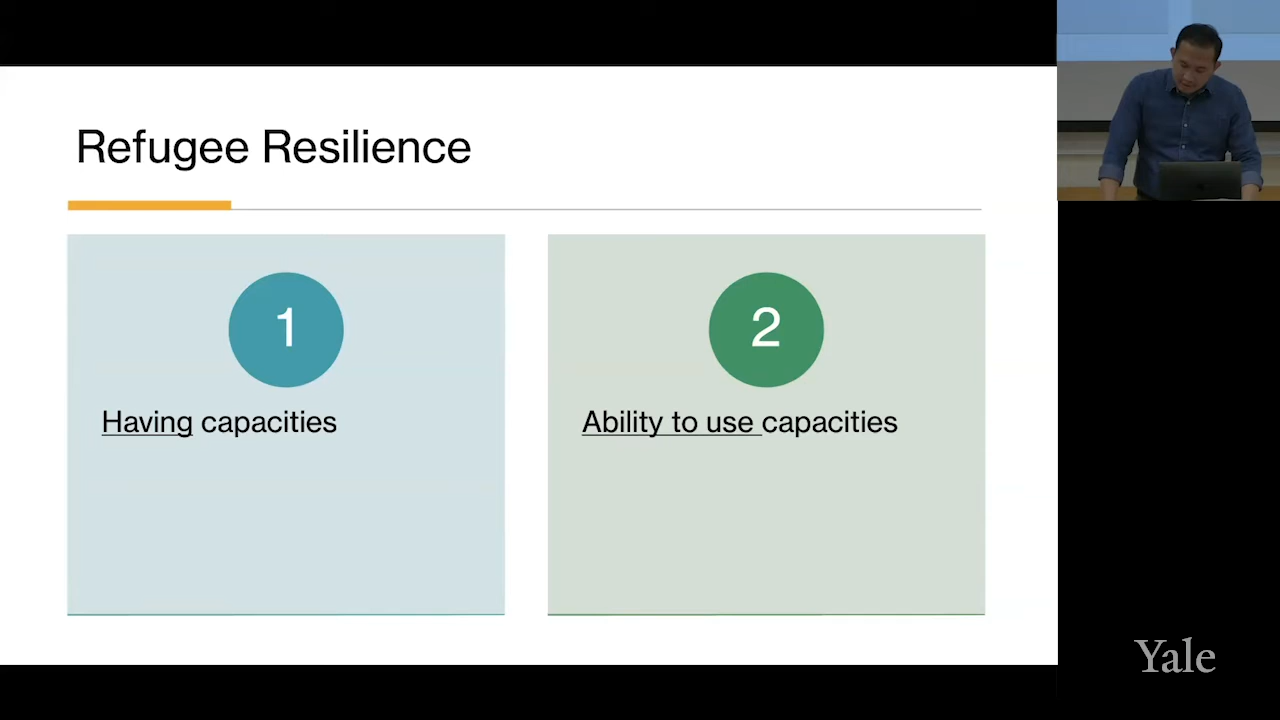 Refugee Resilience
1
Having capacities
2
Ability to use capacities
Yale